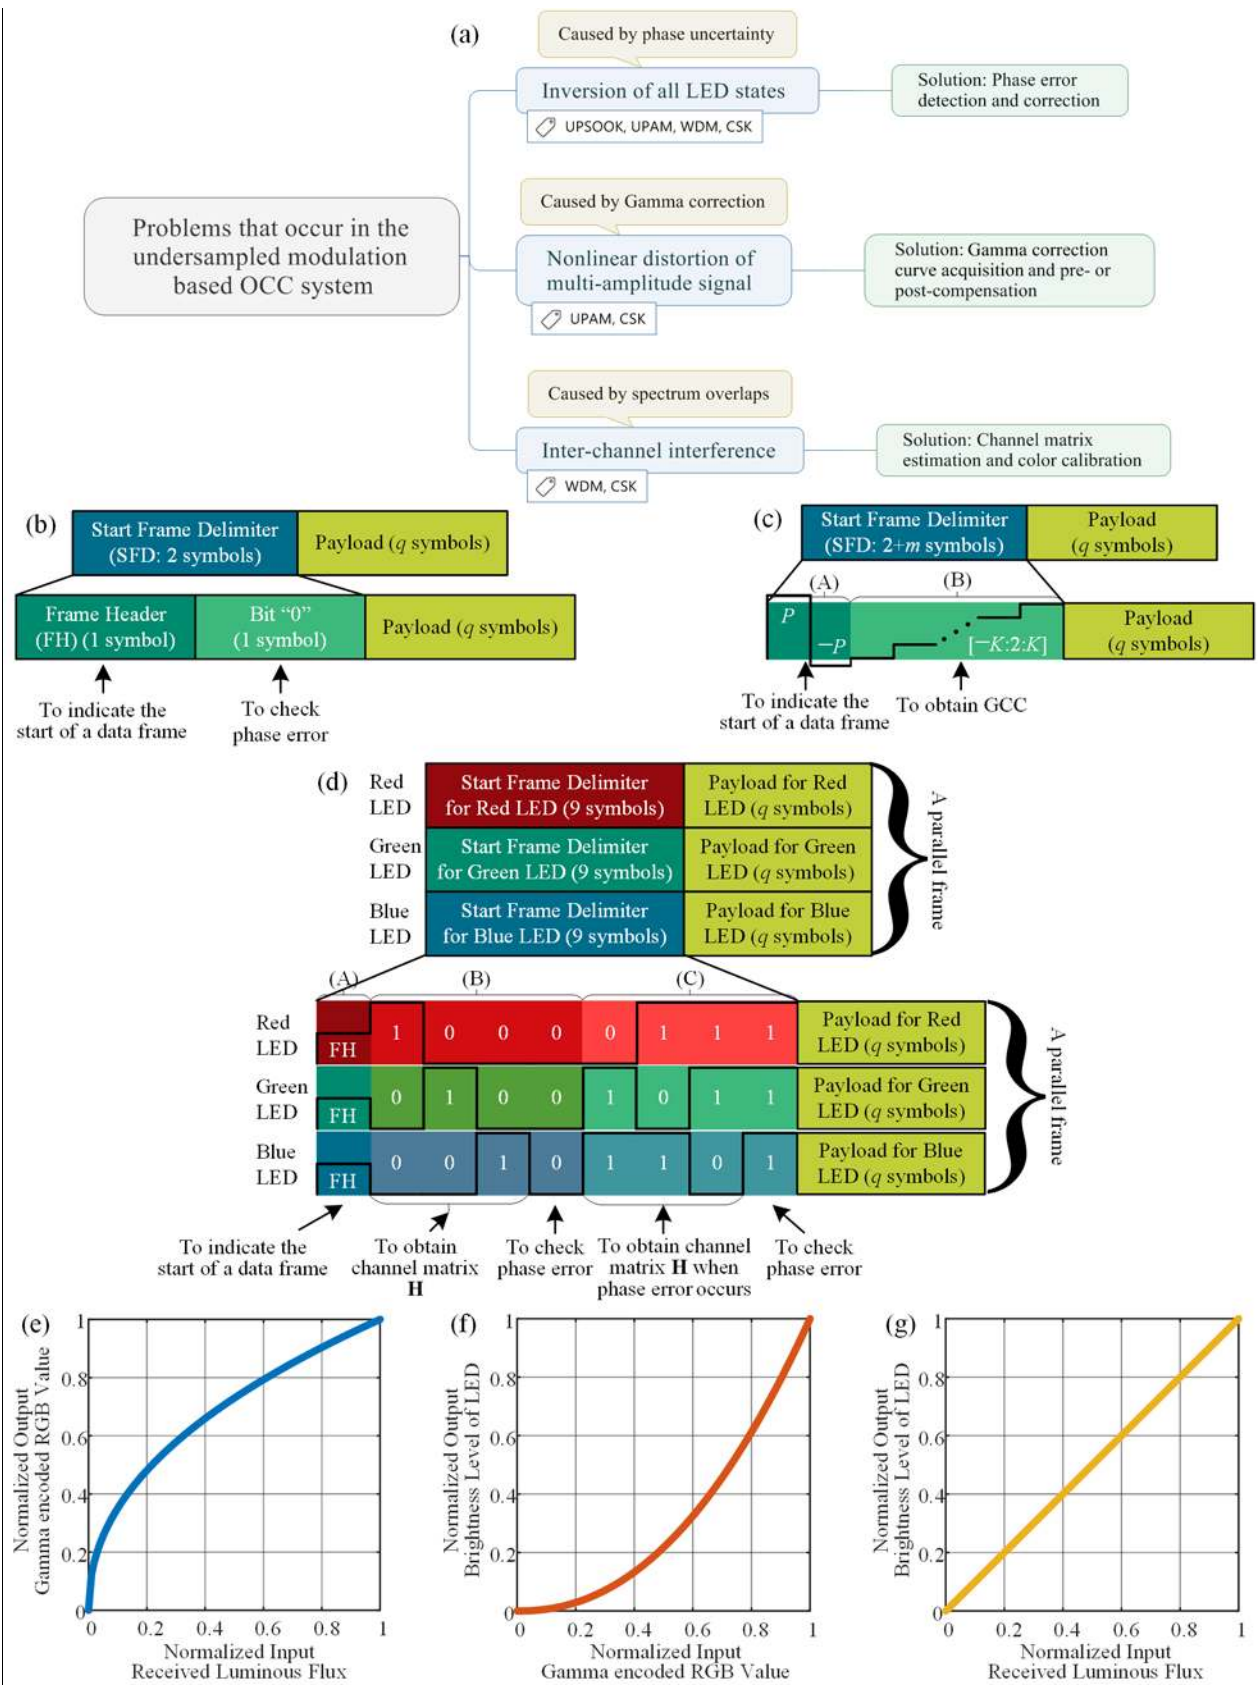 (a)
Caused by phase uncertainty
Inversion of all LED states
UPSOOK, UPAM, WDM, CSK
Solution: Phase error
detection and correction
Problems that occur in the
undersampled modulation
based OCC system
Caused by Gamma correction
Nonlinear distortion of
multi-amplitude signal
UPAM, CSK
Solution: Gamma correction
curve acquisition and pre- or
post-compensation
Caused by spectrum overlaps
Inter-channel interference
WDM, CSK
Solution: Channel matrix
estimation and color calibration
(b)
Start Frame Delimiter
(SFD: 2 symbols)
Payload (q symbols)
Frame Header
(FH) (1 symbol)
Bit “0”
(1 symbol)
Payload (q symbols)
To indicate the
start of a data frame
To check
phase error
(c)
Start Frame Delimiter
(SFD: 2+m symbols)
Payload
(q symbols)
(A)
(B)
P
−P
[−K:2:K]
Payload
(q symbols)
To indicate the
start of a data frame
To obtain GCC
(d)
Red
LED
Start Frame Delimiter
for Red LED (9 symbols)
Payload for Red
LED (q symbols)
Green
LED
Start Frame Delimiter
for Green LED (9 symbols)
Payload for Green
LED (q symbols)
Blue
LED
Start Frame Delimiter
for Blue LED (9 symbols)
Payload for Blue
LED (q symbols)
A parallel frame
(A)
(B)
(C)
Red
LED
FH
1 0 0 0 0 1 1 1
Payload for Red
LED (q symbols)
Green
LED
FH
0 1 0 0 1 0 1 1
Payload for Green
LED (q symbols)
Blue
LED
FH
0 0 1 0 1 1 0 1
Payload for Blue
LED (q symbols)
A parallel frame
To indicate the
start of a data frame
To obtain
channel matrix
H
To check
phase error
To obtain channel
matrix H when
phase error occurs
To check
phase error
(e)
Normalized Output
Gamma encoded RGB Value
1
0.8
0.6
0.4
0.2
0
0 0.2 0.4 0.6 0.8 1
Normalized Input
Received Luminous Flux
(f)
Normalized Output
Brightness Level of LED
1
0.8
0.6
0.4
0.2
0
0 0.2 0.4 0.6 0.8 1
Normalized Input
Gamma encoded RGB Value
(g)
Normalized Output
Brightness Level of LED
1
0.8
0.6
0.4
0.2
0
0 0.2 0.4 0.6 0.8 1
Normalized Input
Received Luminous Flux